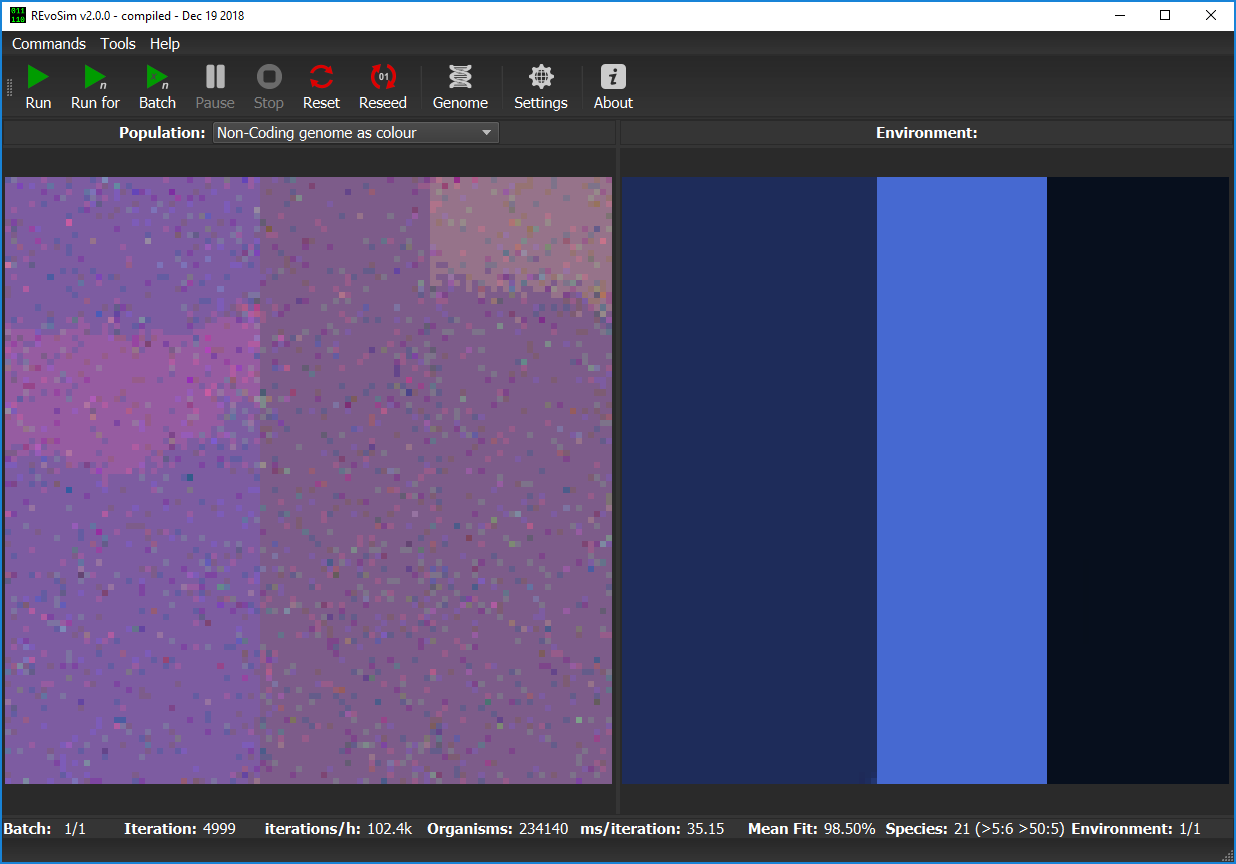 REvoSim v2.0.0 - compiled - Dec 19 2018
Commands Tools Help
Run Run for Batch Pause Stop Reset Reseed Genome Settings About
Population: Non-Coding genome as colour Environment:
Batch: 1/1 Iteration: 4999 iterations/h: 102.4k Organisms: 234140 ms/iteration: 35.15 Mean Fit: 98.50% Species: 21 (>5:6 >50:5) Environment: 1/1